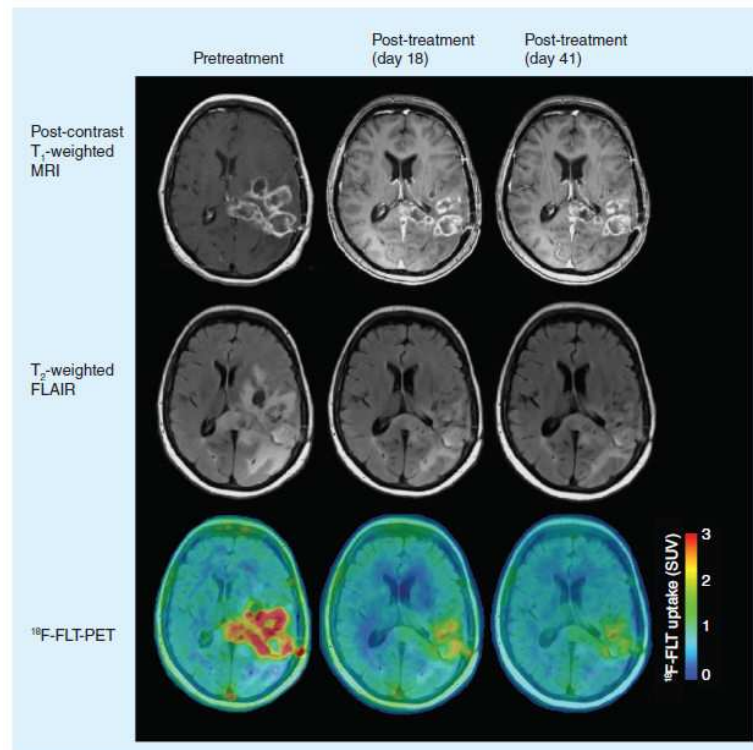 Pretreatment
Post-treatment
(day 18)
Post-treatment
(day 41)
Post-contrast
T₁-weighted
MRI
T₂-weighted
FLAIR
¹⁸F-FLT-PET
¹⁸F-FLT uptake (SUV)
3
2
1
0